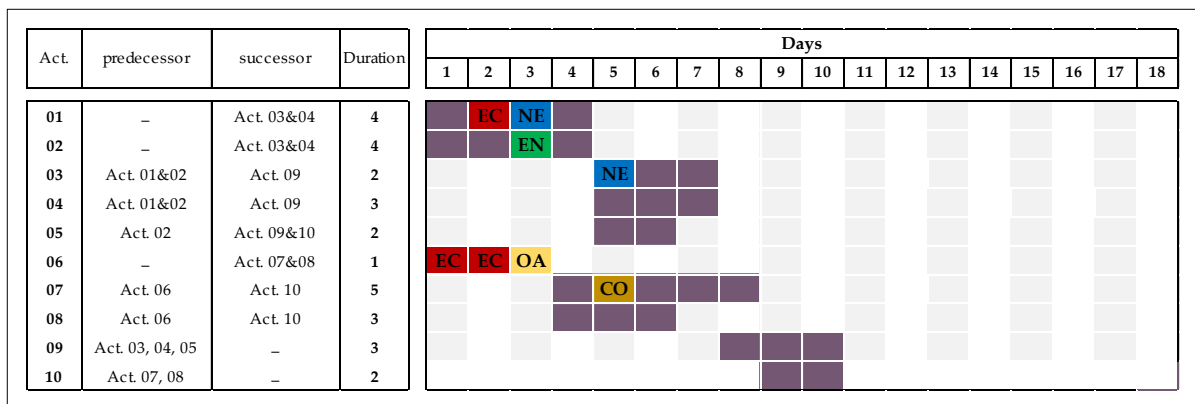 Act. predecessor successor Duration Days
1 2 3 4 5 6 7 8 9 10 11 12 13 14 15 16 17 18
01 – Act. 03&04 4 EC NE
02 – Act. 03&04 4 EN
03 Act. 01&02 Act. 09 2 NE
04 Act. 01&02 Act. 09 3
05 Act. 02 Act. 09&10 2
06 – Act. 07&08 1 EC EC OA
07 Act. 06 Act. 10 5 CO
08 Act. 06 Act. 10 3
09 Act. 03, 04, 05 – 3
10 Act. 07, 08 – 2